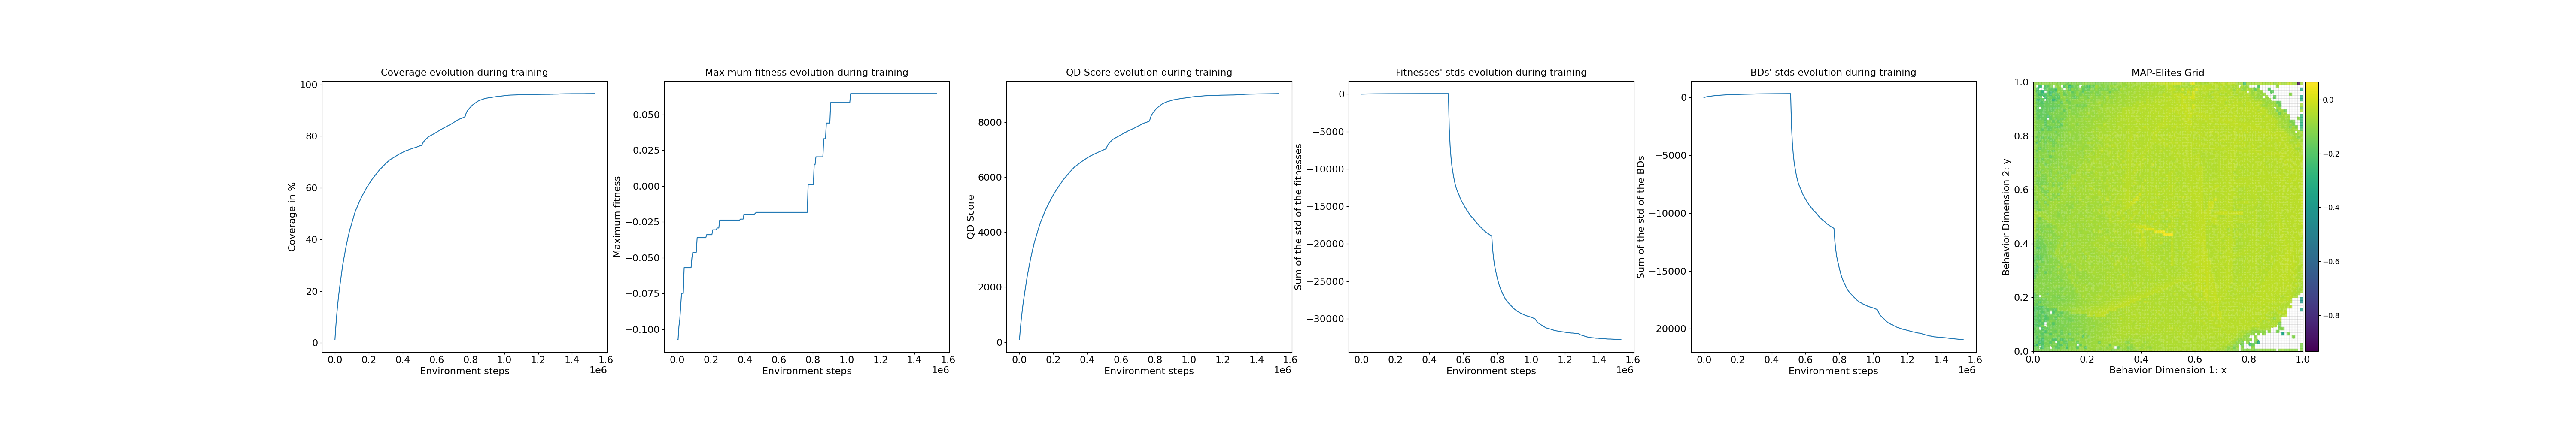 Coverage evolution during training
Coverage in %
100
80
60
40
20
0
0.0 0.2 0.4 0.6 0.8 1.0 1.2 1.4 1.6
1e6
Environment steps
Maximum fitness evolution during training
Maximum fitness
0.050
0.025
0.000
−0.025
−0.050
−0.075
−0.100
0.0 0.2 0.4 0.6 0.8 1.0 1.2 1.4 1.6
1e6
Environment steps
QD Score evolution during training
QD Score
8000
6000
4000
2000
0
0.0 0.2 0.4 0.6 0.8 1.0 1.2 1.4 1.6
1e6
Environment steps
Fitnesses' stds evolution during training
Sum of the std of the fitnesses
0
−5000
−10000
−15000
−20000
−25000
−30000
0.0 0.2 0.4 0.6 0.8 1.0 1.2 1.4 1.6
1e6
Environment steps
BDs' stds evolution during training
Sum of the std of the BDs
0
−5000
−10000
−15000
−20000
0.0 0.2 0.4 0.6 0.8 1.0 1.2 1.4 1.6
1e6
Environment steps
MAP-Elites Grid
Behavior Dimension 2: y
1.0
0.8
0.6
0.4
0.2
0.0
0.0 0.2 0.4 0.6 0.8 1.0
Behavior Dimension 1: x
0.0
−0.2
−0.4
−0.6
−0.8